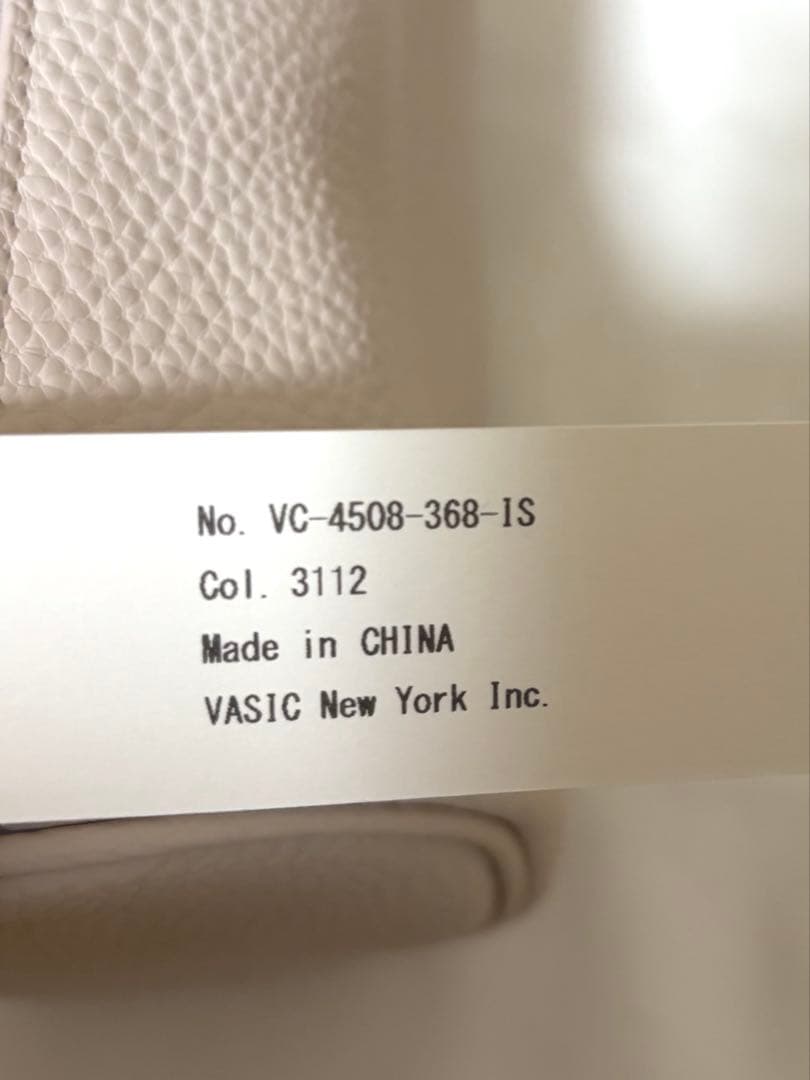 No. VC-4508-368-IS
Col. 3112
Made in CHINA
VASIC New York Inc.